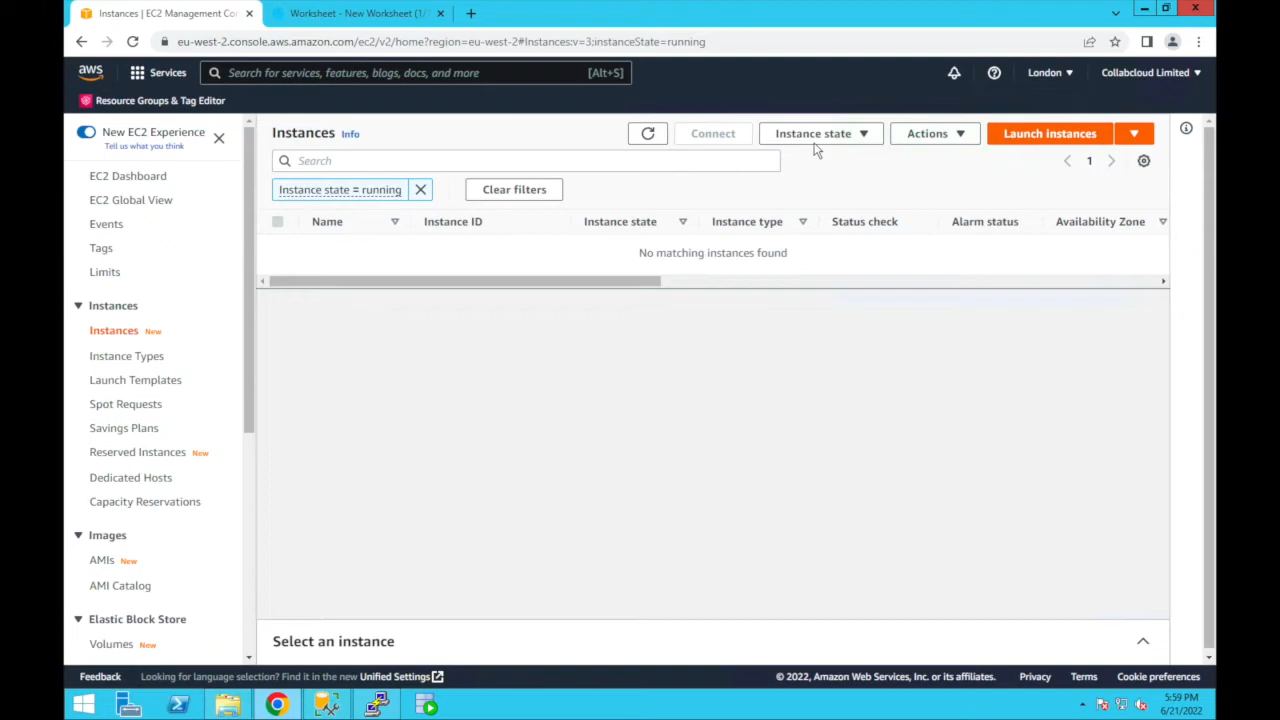 Instances | EC2 Management Co
Worksheet - New Worksheet (1/
eu-west-2.console.aws.amazon.com/ec2/v2/home?region=eu-west-2#Instances:v=3;instanceState=running
aws
Services
Search for services, features, blogs, docs, and more
[Alt+S]
London
Collabcloud Limited
Resource Groups & Tag Editor
New EC2 Experience
Tell us what you think
EC2 Dashboard
EC2 Global View
Events
Tags
Limits
Instances
Instances New
Instance Types
Launch Templates
Spot Requests
Savings Plans
Reserved Instances New
Dedicated Hosts
Capacity Reservations
Images
AMIs New
AMI Catalog
Elastic Block Store
Volumes New
Instances Info
Connect
Instance state
Actions
Launch instances
Search
1
Instance state = running
Clear filters
Name
Instance ID
Instance state
Instance type
Status check
Alarm status
Availability Zone
No matching instances found
Select an instance
Feedback
Looking for language selection? Find it in the new Unified Settings
© 2022, Amazon Web Services, Inc. or its affiliates.
Privacy
Terms
Cookie preferences
5:59 PM
6/21/2022